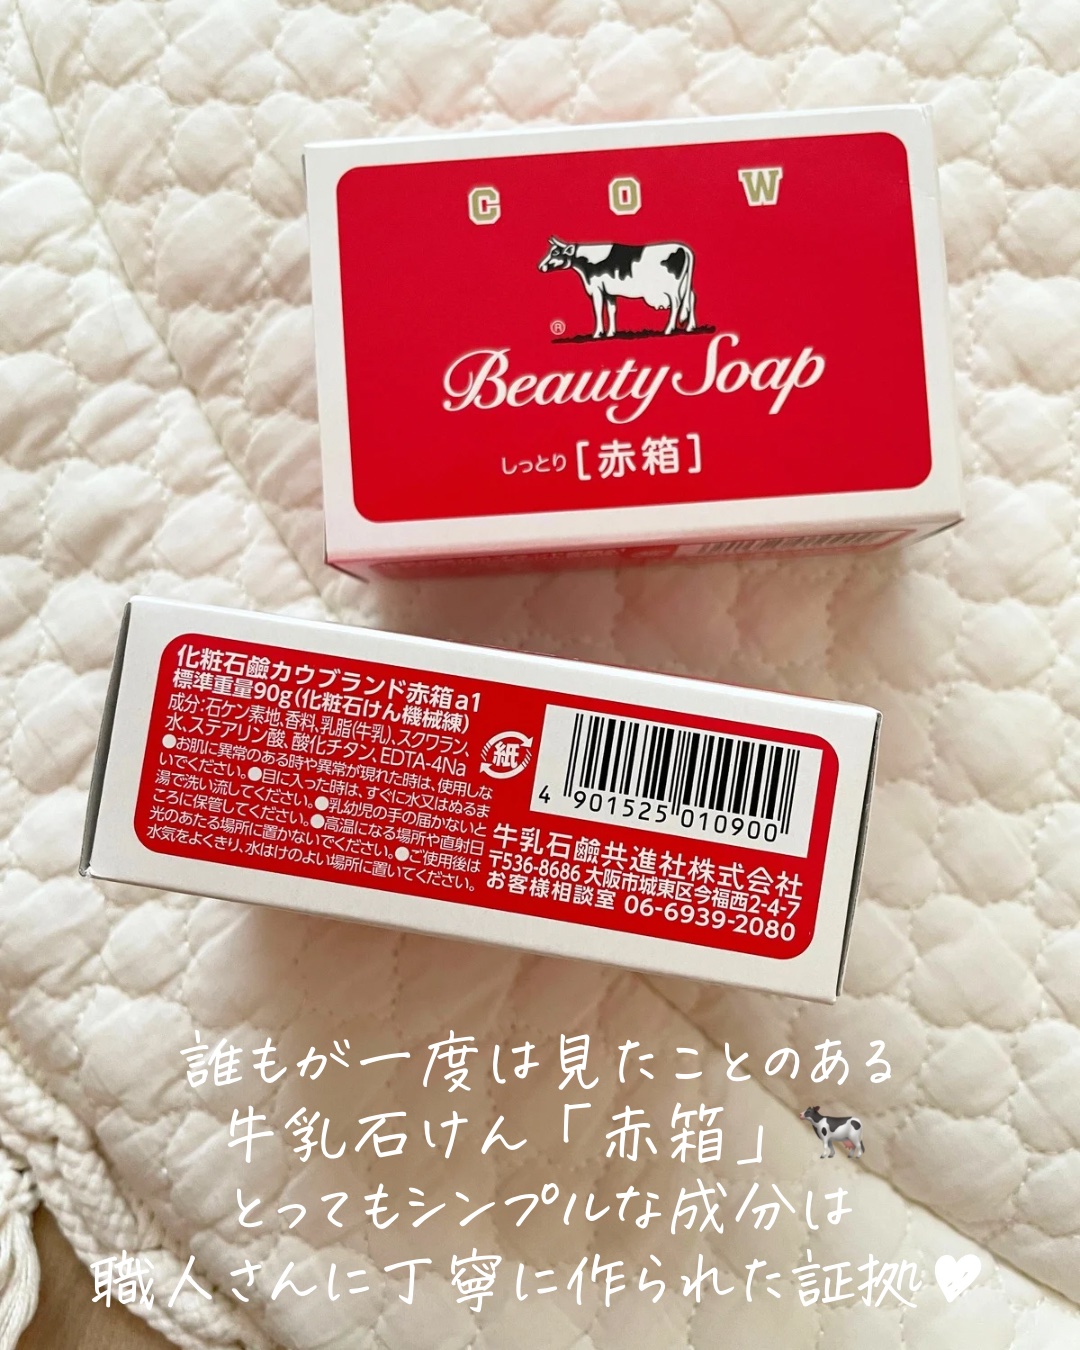 COW
®
Beauty Soap
しっとり [赤箱]
化粧石鹸カウブランド赤箱a1
標準重量90g(化粧石けん機械練)
成分:石ケン素地、香料、乳脂(牛乳)、スクワラン、
水、ステアリン酸、酸化チタン、EDTA-4Na
●お肌に異常のある時や異常が現れた時は、使用しな
いでください。●目に入った時は、すぐに水又はぬるま
湯で洗い流してください。●乳幼児の手の届かないと
ころに保管してください。●高温になる場所や直射日
光のあたる場所に置かないでください。●ご使用後は
水気をよくきり、水はけのよい場所に置いてください。
紙
4 901525 010900
牛乳石鹸共進社株式会社
〒536-8686 大阪市城東区今福西2-4-7
お客様相談室 06-6939-2080
誰もが一度は見たことのある
牛乳石けん「赤箱」🐄
とってもシンプルな成分は
職人さんに丁寧に作られた証拠♥